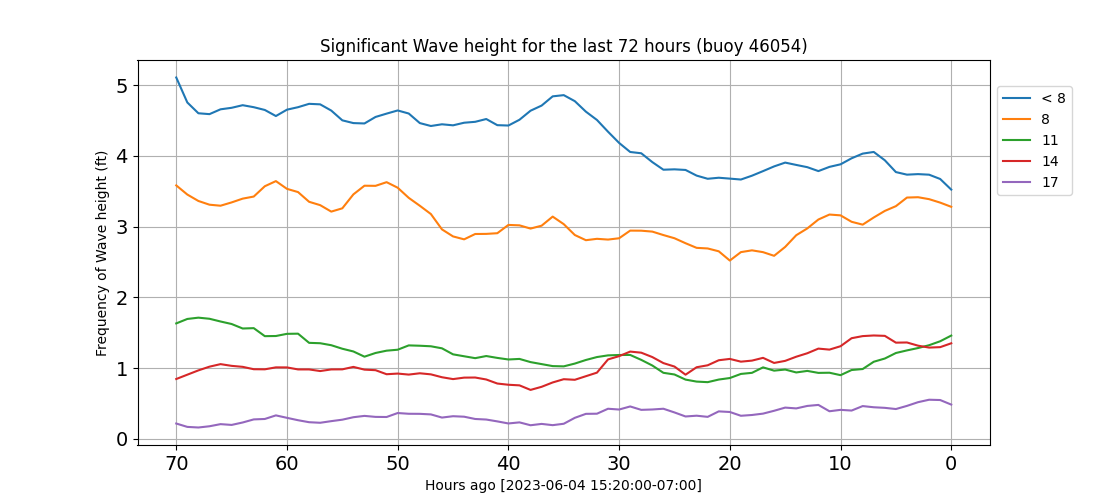 Significant Wave height for the last 72 hours (buoy 46054)
Frequency of Wave height (ft)
5
4
3
2
1
0
70 60 50 40 30 20 10 0
Hours ago [2023-06-04 15:20:00-07:00]
< 8
8
11
14
17